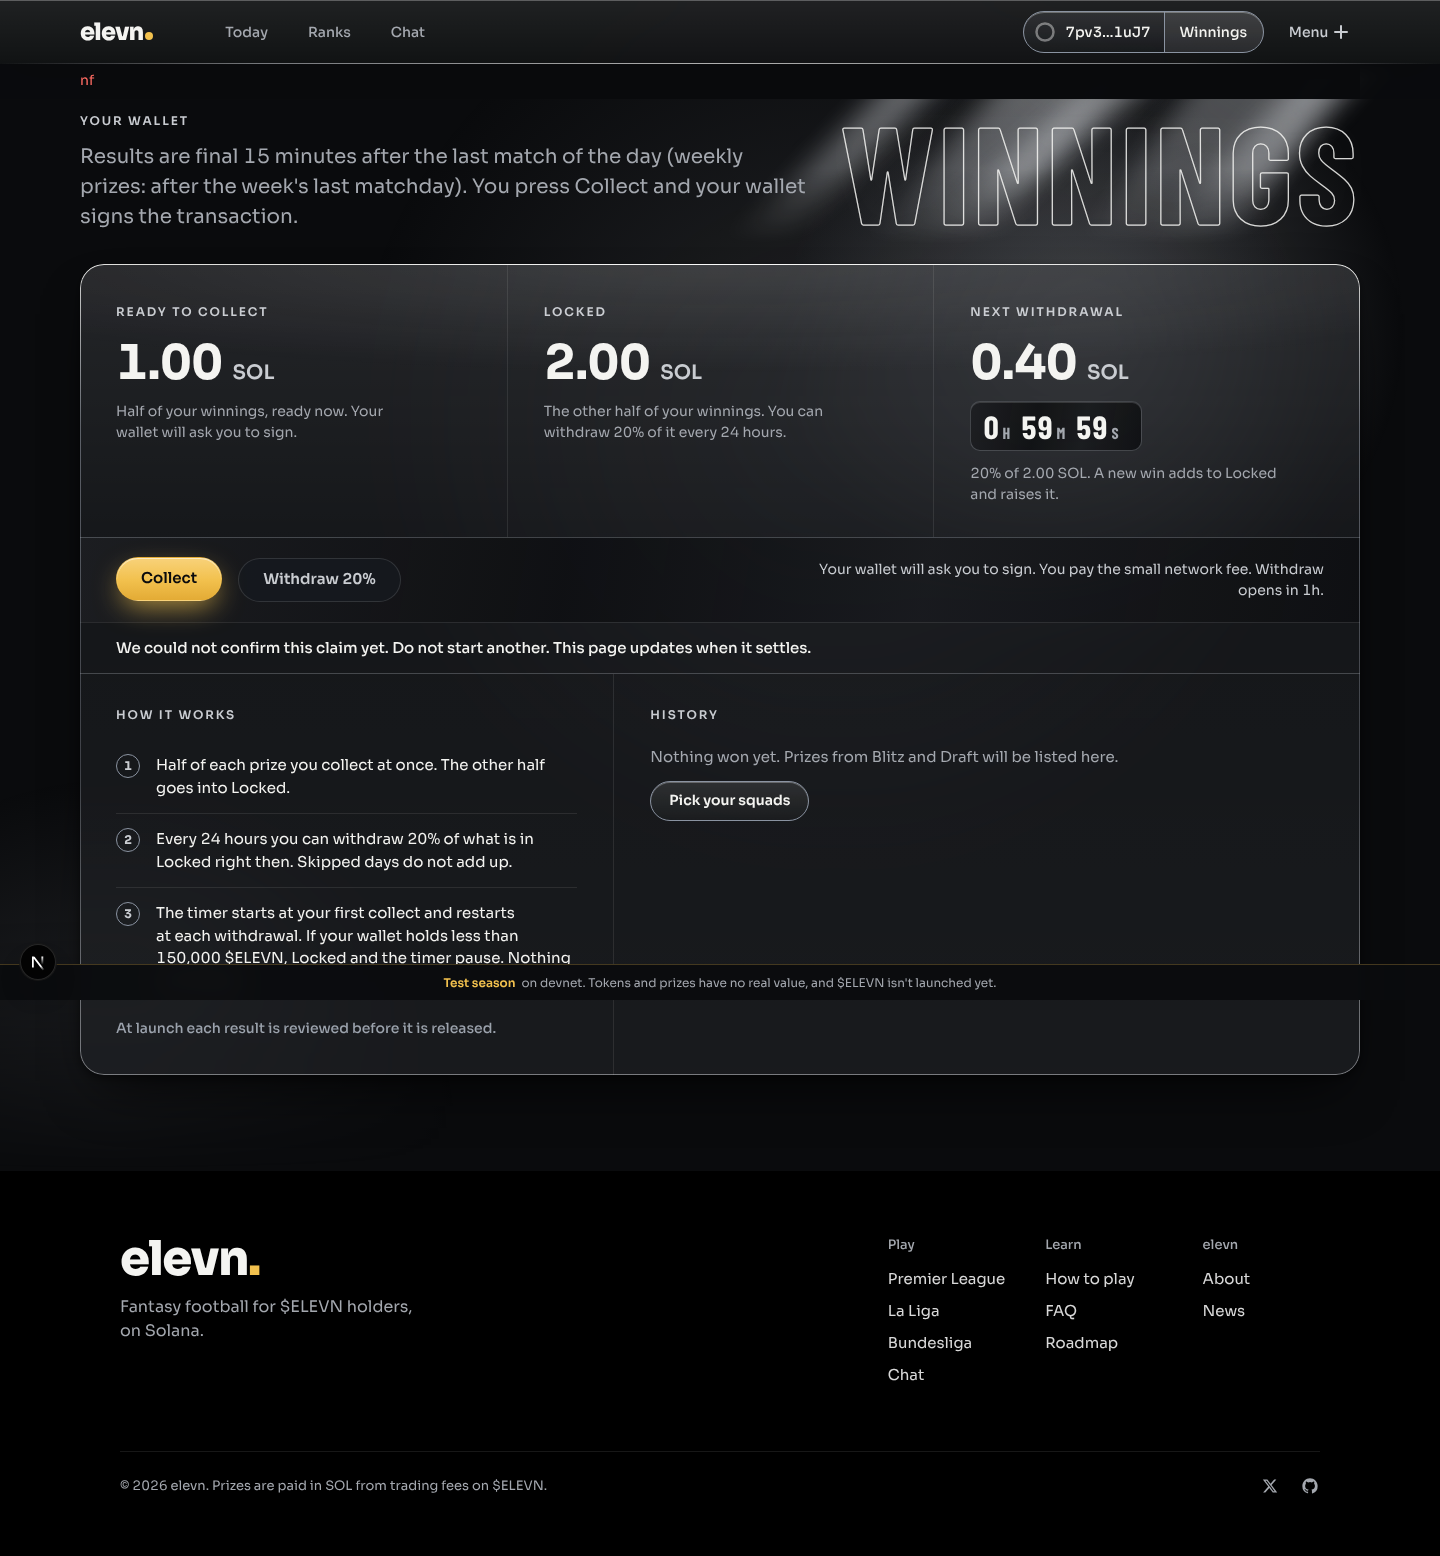 elevn.
Today
Ranks
Chat
7pv3...1uJ7
Winnings
Menu
nf
YOUR WALLET
Results are final 15 minutes after the last match of the day (weekly
prizes: after the week's last matchday). You press Collect and your wallet
signs the transaction.
WINNINGS
READY TO COLLECT
1.00 SOL
Half of your winnings, ready now. Your
wallet will ask you to sign.
LOCKED
2.00 SOL
The other half of your winnings. You can
withdraw 20% of it every 24 hours.
NEXT WITHDRAWAL
0.40 SOL
0H 59M 59S
20% of 2.00 SOL. A new win adds to Locked
and raises it.
Collect
Withdraw 20%
Your wallet will ask you to sign. You pay the small network fee. Withdraw
opens in 1h.
We could not confirm this claim yet. Do not start another. This page updates when it settles.
HOW IT WORKS
1
Half of each prize you collect at once. The other half
goes into Locked.
2
Every 24 hours you can withdraw 20% of what is in
Locked right then. Skipped days do not add up.
3
The timer starts at your first collect and restarts
at each withdrawal. If your wallet holds less than
150,000 $ELEVN, Locked and the timer pause. Nothing
HISTORY
Nothing won yet. Prizes from Blitz and Draft will be listed here.
Pick your squads
N
Test season on devnet. Tokens and prizes have no real value, and $ELEVN isn't launched yet.
At launch each result is reviewed before it is released.
elevn.
Fantasy football for $ELEVN holders,
on Solana.
Play
Premier League
La Liga
Bundesliga
Chat
Learn
How to play
FAQ
Roadmap
elevn
About
News
© 2026 elevn. Prizes are paid in SOL from trading fees on $ELEVN.